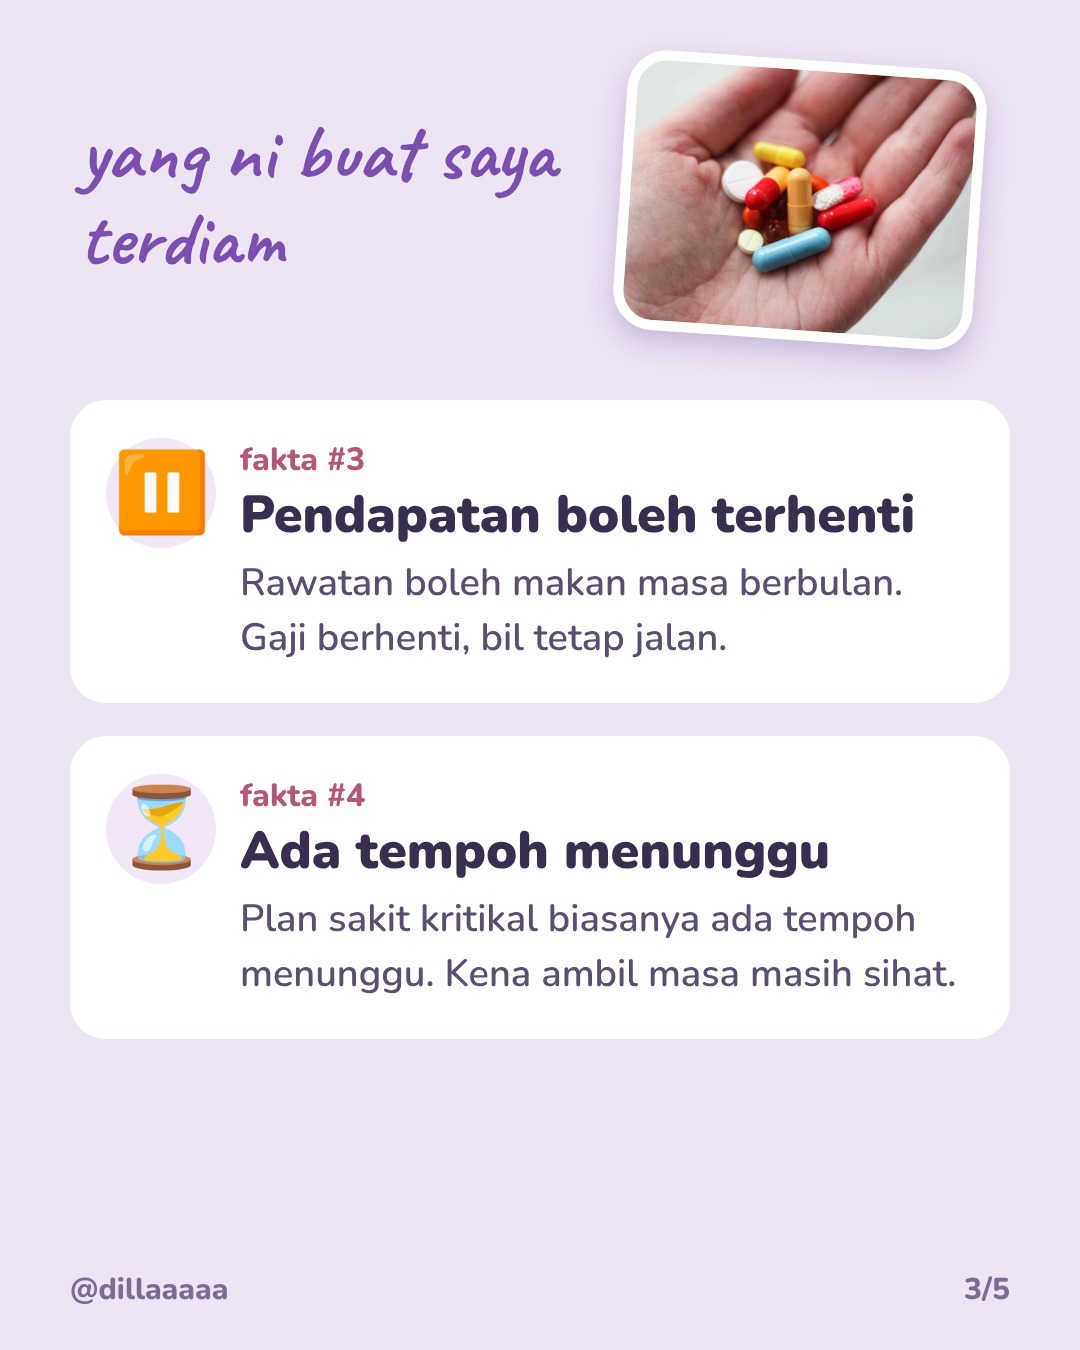 yang ni buat saya
terdiam
fakta #3
Pendapatan boleh terhenti
Rawatan boleh makan masa berbulan.
Gaji berhenti, bil tetap jalan.
fakta #4
Ada tempoh menunggu
Plan sakit kritikal biasanya ada tempoh
menunggu. Kena ambil masa masih sihat.
@dillaaaaa
3/5